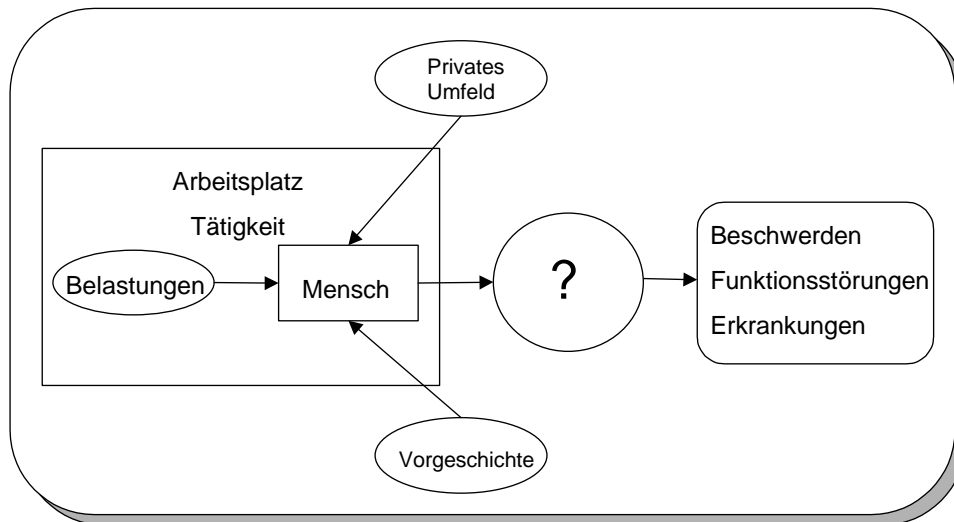 Privates
Umfeld
Arbeitsplatz
Tätigkeit
Belastungen
Mensch
?
Beschwerden
Funktionsstörungen
Erkrankungen
Vorgeschichte